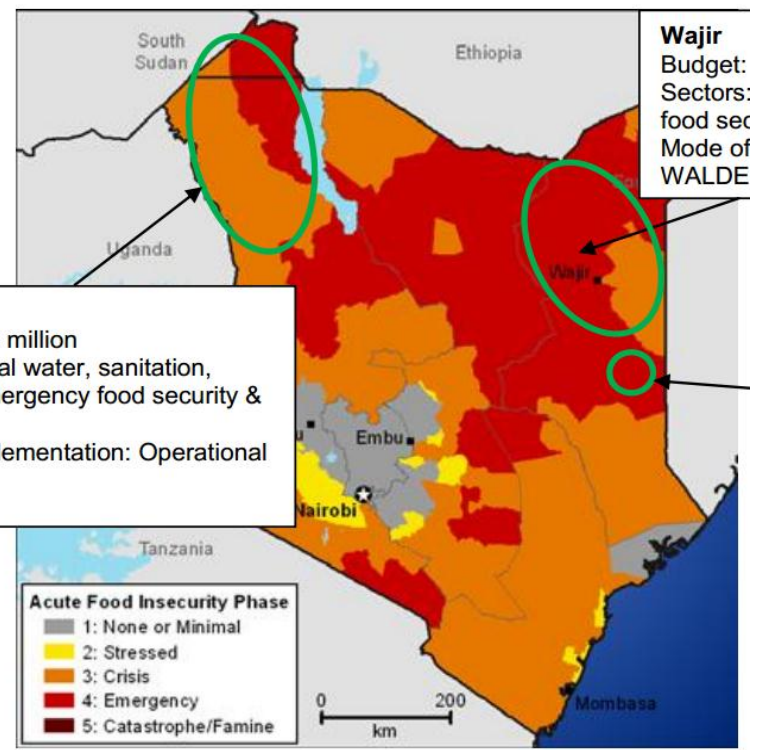 South
Sudan
Ethiopia
Wajir
Budget:
Sectors:
food sec
Mode of
WALDE
Uganda
Wajir
million
al water, sanitation,
ergency food security &
lementation: Operational
u
Embu
Nairobi
Tanzania
Acute Food Insecurity Phase
1: None or Minimal
2: Stressed
3: Crisis
4: Emergency
5: Catastrophe/Famine
0 200
km
Mombasa